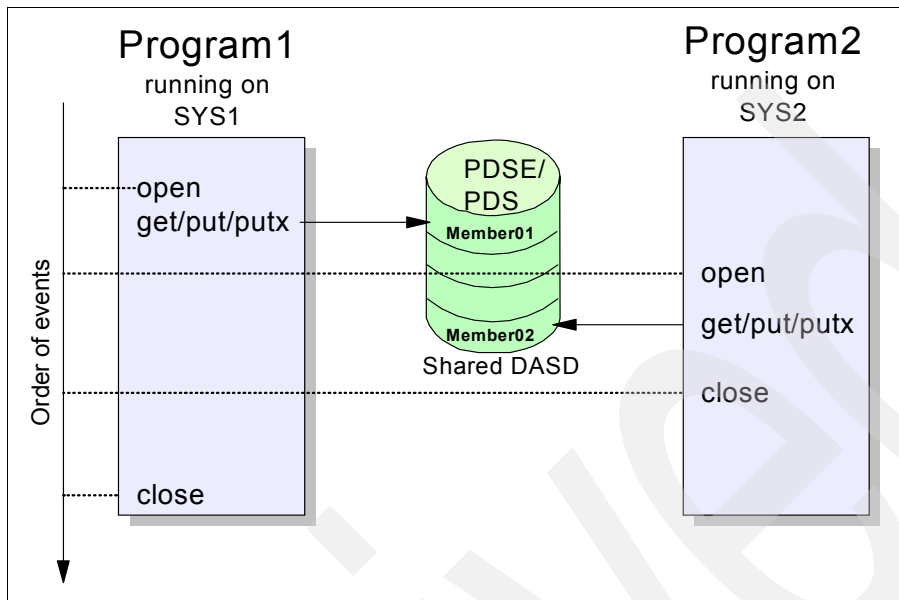 Program1
running on
SYS1
Program2
running on
SYS2
PDSE/
PDS
Member01
Member02
Shared DASD
open
get/put/putx
open
get/put/putx
close
close
Order of events